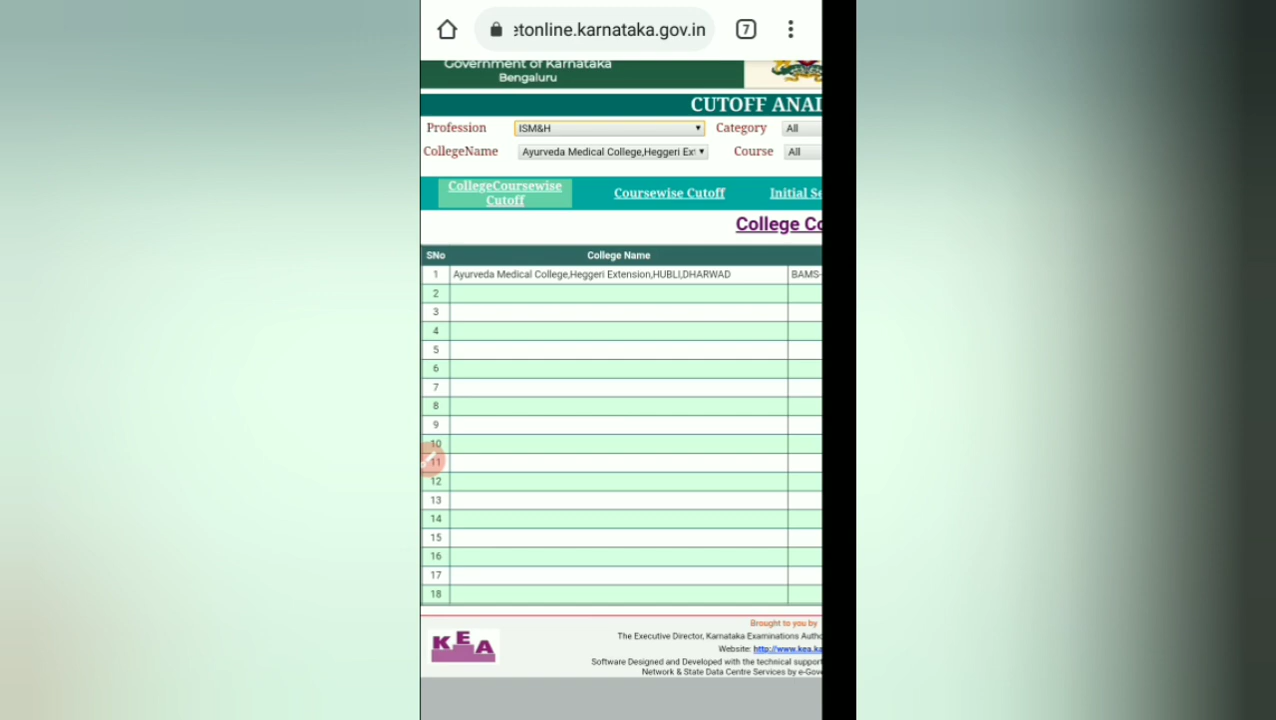 etonline.karnataka.gov.in 7
Government of Karnataka
Bengaluru
CUTOFF ANAL
Profession ISM&H Category All
CollegeName Ayurveda Medical College,Heggeri Ext Course All
CollegeCoursewise Cutoff Coursewise Cutoff Initial Se
College Co
SNo College Name
1 Ayurveda Medical College,Heggeri Extension,HUBLI,DHARWAD BAMS-
2
3
4
5
6
7
8
9
10
11
12
13
14
15
16
17
18
Brought to you by
KEA
The Executive Director, Karnataka Examinations Autho
Website: http://www.kea.ka
Software Designed and Developed with the technical support
Network & State Data Centre Services by e-Gove